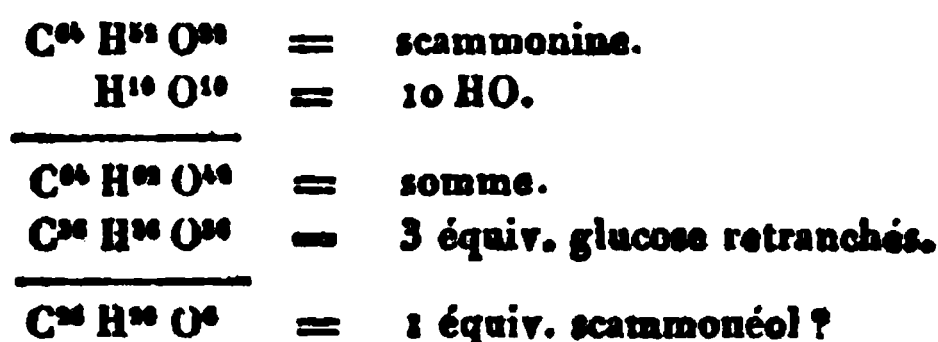 C⁶⁴ H⁵² O³² = scammonine.
H¹⁰ O¹⁰ = 10 HO.
C⁶⁴ H⁶² O⁴² = somme.
C³⁶ H³⁶ O³⁶ — 3 équiv. glucose retranchés.
C²⁸ H²⁶ O⁶ = 1 équiv. scammonéol ?